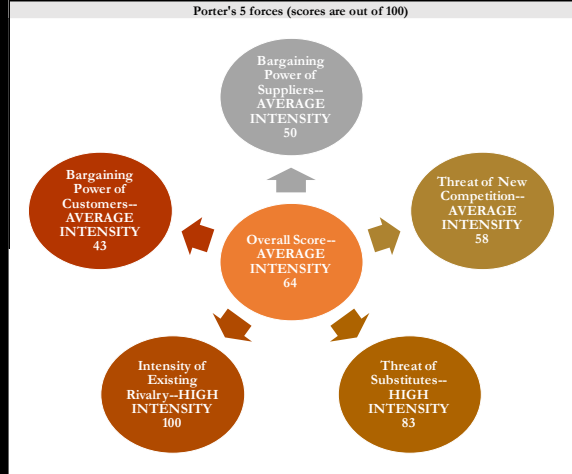 Porter's 5 forces (scores are out of 100)
Bargaining
Power of
Suppliers--
AVERAGE
INTENSITY
50
Bargaining
Power of
Customers--
AVERAGE
INTENSITY
43
Threat of New
Competition--
AVERAGE
INTENSITY
58
Overall Score--
AVERAGE
INTENSITY
64
Intensity of
Existing
Rivalry--HIGH
INTENSITY
100
Threat of
Substitutes--
HIGH
INTENSITY
83